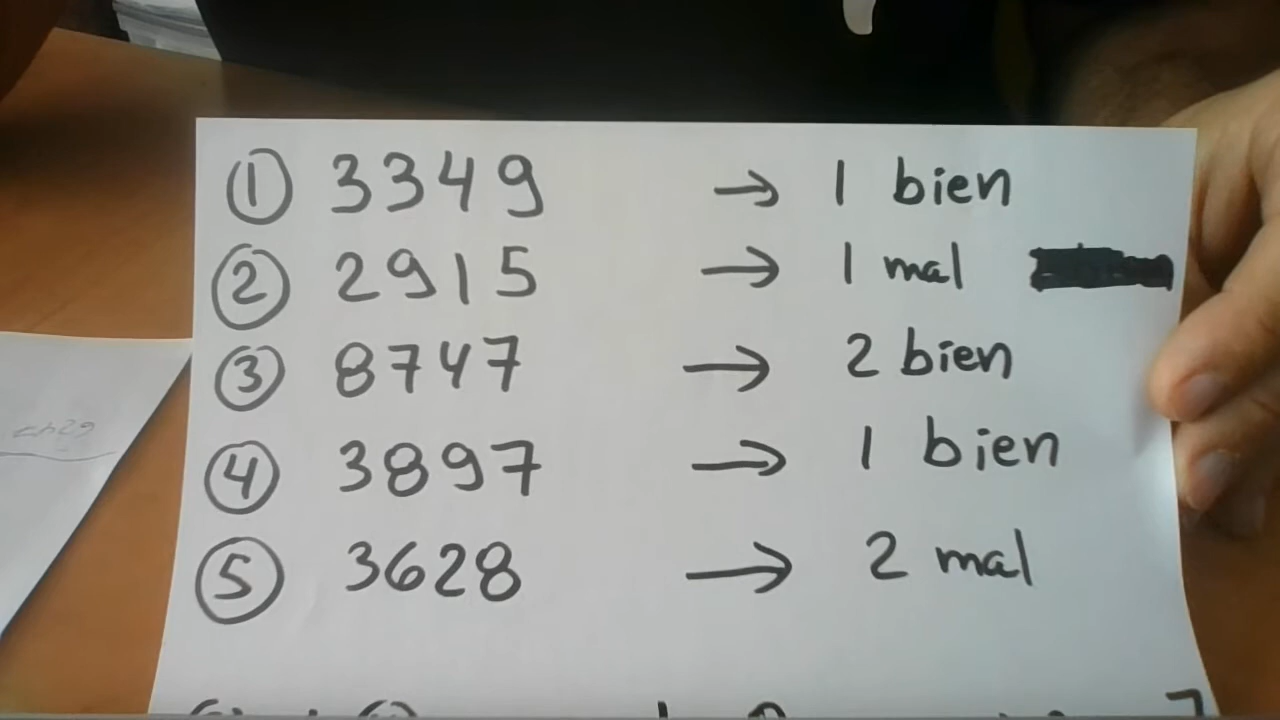 ① 3349 → 1 bien
② 2915 → 1 mal
③ 8747 → 2 bien
④ 3897 → 1 bien
⑤ 3628 → 2 mal